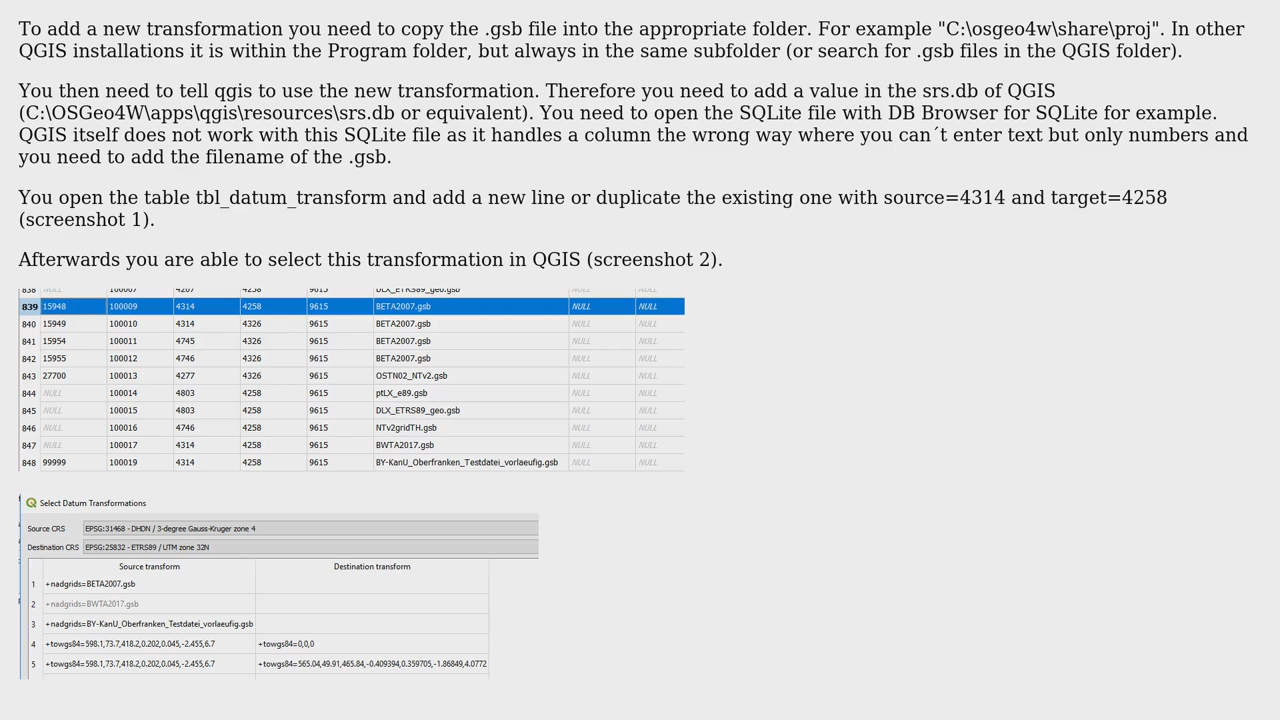 To add a new transformation you need to copy the .gsb file into the appropriate folder. For example "C:\osgeo4w\share\proj". In other
QGIS installations it is within the Program folder, but always in the same subfolder (or search for .gsb files in the QGIS folder).
You then need to tell qgis to use the new transformation. Therefore you need to add a value in the srs.db of QGIS
(C:\OSGeo4W\apps\qgis\resources\srs.db or equivalent). You need to open the SQLite file with DB Browser for SQLite for example.
QGIS itself does not work with this SQLite file as it handles a column the wrong way where you can´t enter text but only numbers and
you need to add the filename of the .gsb.
You open the table tbl_datum_transform and add a new line or duplicate the existing one with source=4314 and target=4258
(screenshot 1).
Afterwards you are able to select this transformation in QGIS (screenshot 2).
838 100007 4207 4258 9615 DLX_ETRS89_geo.gsb NULL NULL
839 15948 100009 4314 4258 9615 BETA2007.gsb NULL NULL
840 15949 100010 4314 4326 9615 BETA2007.gsb NULL NULL
841 15954 100011 4745 4326 9615 BETA2007.gsb NULL NULL
842 15955 100012 4746 4326 9615 BETA2007.gsb NULL NULL
843 27700 100013 4277 4326 9615 OSTN02_NTv2.gsb NULL NULL
844 NULL 100014 4803 4258 9615 ptLX_e89.gsb NULL NULL
845 NULL 100015 4803 4258 9615 DLX_ETRS89_geo.gsb NULL NULL
846 NULL 100016 4746 4258 9615 NTv2gridTH.gsb NULL NULL
847 NULL 100017 4314 4258 9615 BWTA2017.gsb NULL NULL
848 99999 100019 4314 4258 9615 BY-KanU_Oberfranken_Testdatei_vorlaeufig.gsb NULL NULL
Select Datum Transformations
Source CRS EPSG:31468 - DHDN / 3-degree Gauss-Kruger zone 4
Destination CRS EPSG:25832 - ETRS89 / UTM zone 32N
Source transform Destination transform
1 +nadgrids=BETA2007.gsb
2 +nadgrids=BWTA2017.gsb
3 +nadgrids=BY-KanU_Oberfranken_Testdatei_vorlaeufig.gsb
4 +towgs84=598.1,73.7,418.2,0.202,0.045,-2.455,6.7 +towgs84=0,0,0
5 +towgs84=598.1,73.7,418.2,0.202,0.045,-2.455,6.7 +towgs84=565.04,49.91,465.84,-0.409394,0.359705,-1.86849,4.0772